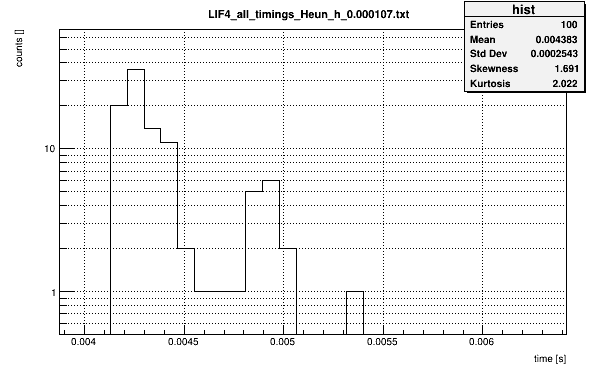 LIF4_all_timings_Heun_h_0.000107.txt
hist
Entries 100
Mean 0.004383
Std Dev 0.0002543
Skewness 1.691
Kurtosis 2.022
counts []
10
1
0.004 0.0045 0.005 0.0055 0.006
time [s]